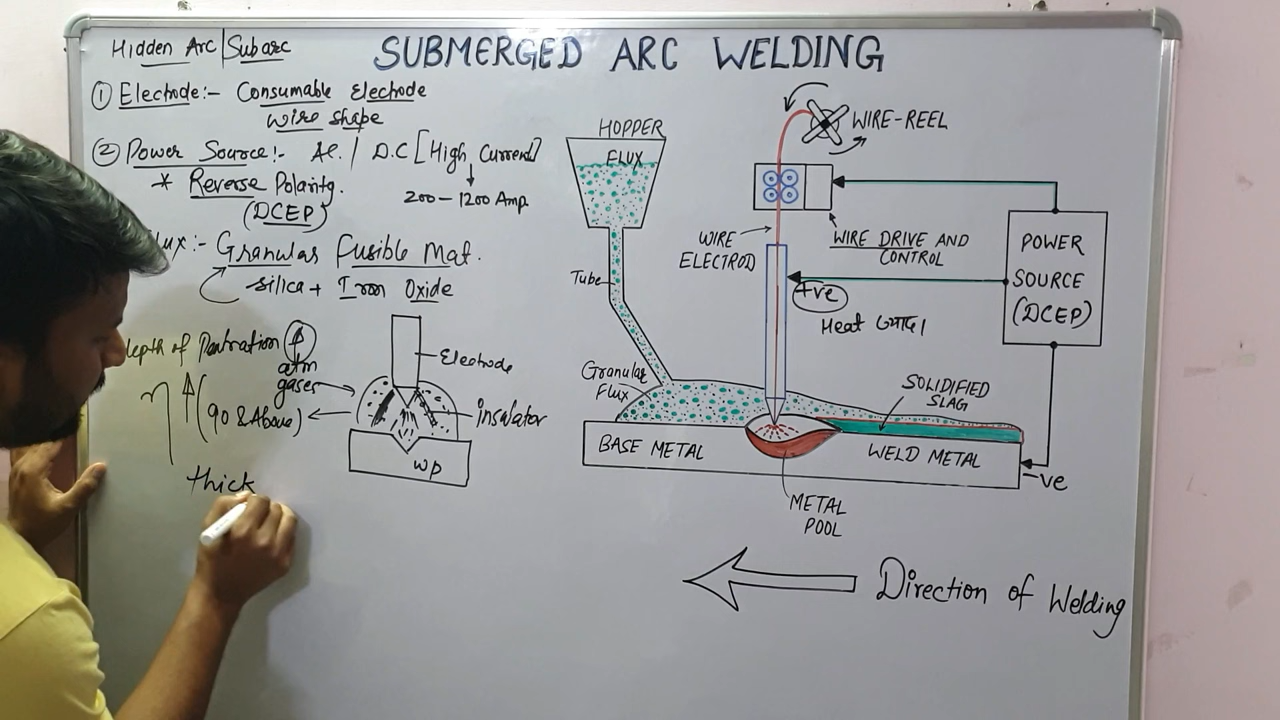 Hidden Arc | Subarc
SUBMERGED ARC WELDING
① Electrode:- Consumable Electrode
wire shape
② Power Source:- AC. / D.C [High Current]
200 - 1200 Amp.
* Reverse Polarity.
(DCEP)
lux:- Granular Fusible Mat.
Silica + Iron Oxide
depth of Penetration ↑
atm
gases
η ↑ (90 & Above)
thick
Electrode
insulator
wp
HOPPER
FLUX
Tube
Granular
Flux
WIRE-REEL
WIRE
ELECTROD
WIRE DRIVE AND
CONTROL
+ve
Heat ज्यादा
POWER
SOURCE
(DCEP)
SOLIDIFIED
SLAG
BASE METAL
WELD METAL
-ve
METAL
POOL
Direction of Welding